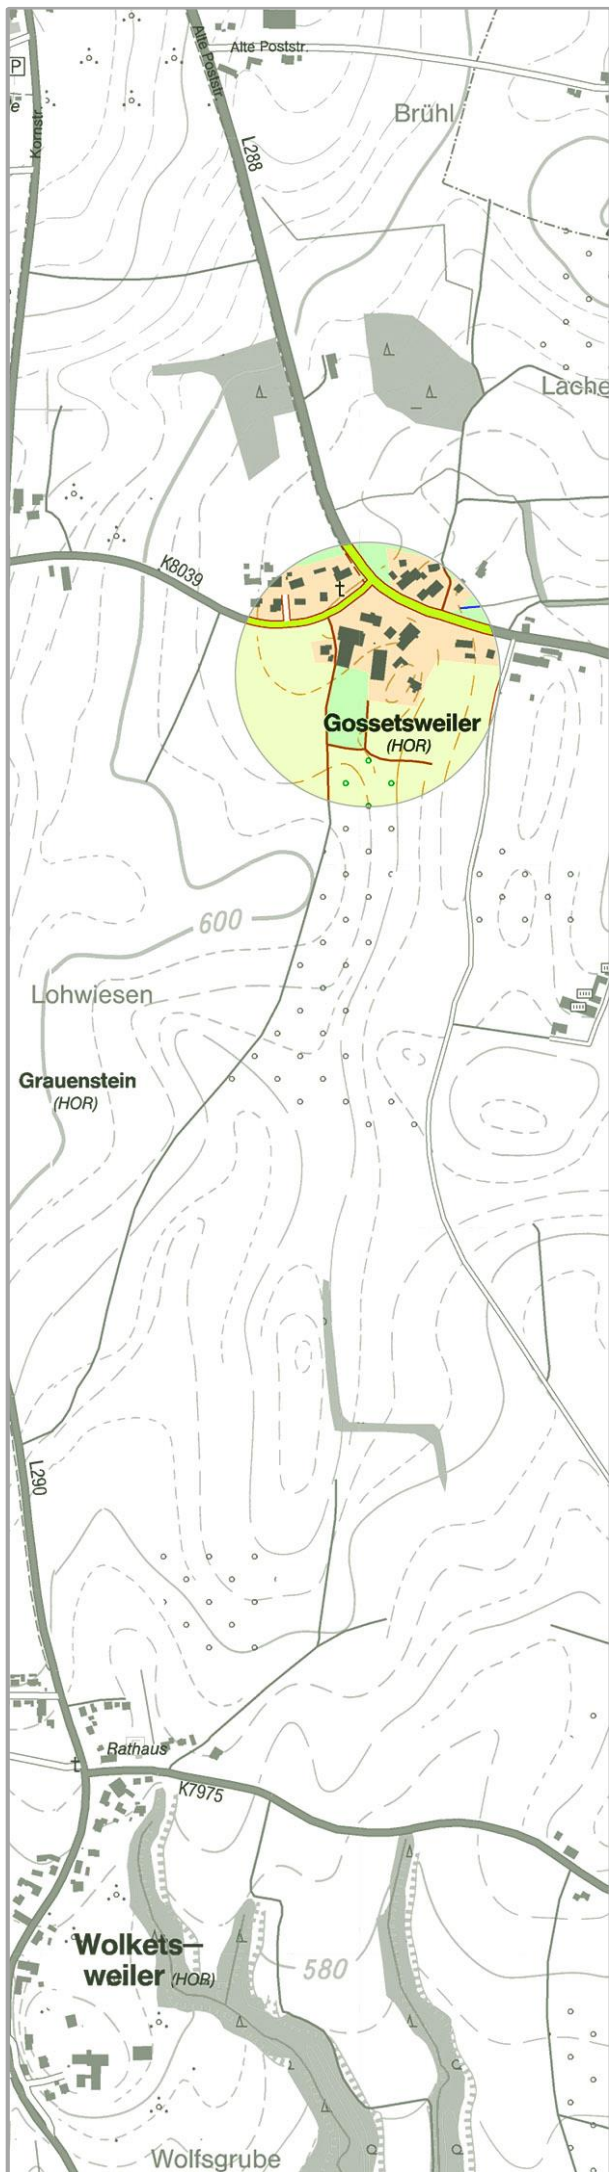 Alte Poststr.
Alte Poststr.
P
Kornstr.
Brühl
L288
Lache
K8039
Gossetsweiler
(HOR)
600
Lohwiesen
Grauenstein
(HOR)
L290
Rathaus
K7975
Wolkets—
weiler (HOR)
580
Wolfsgrube